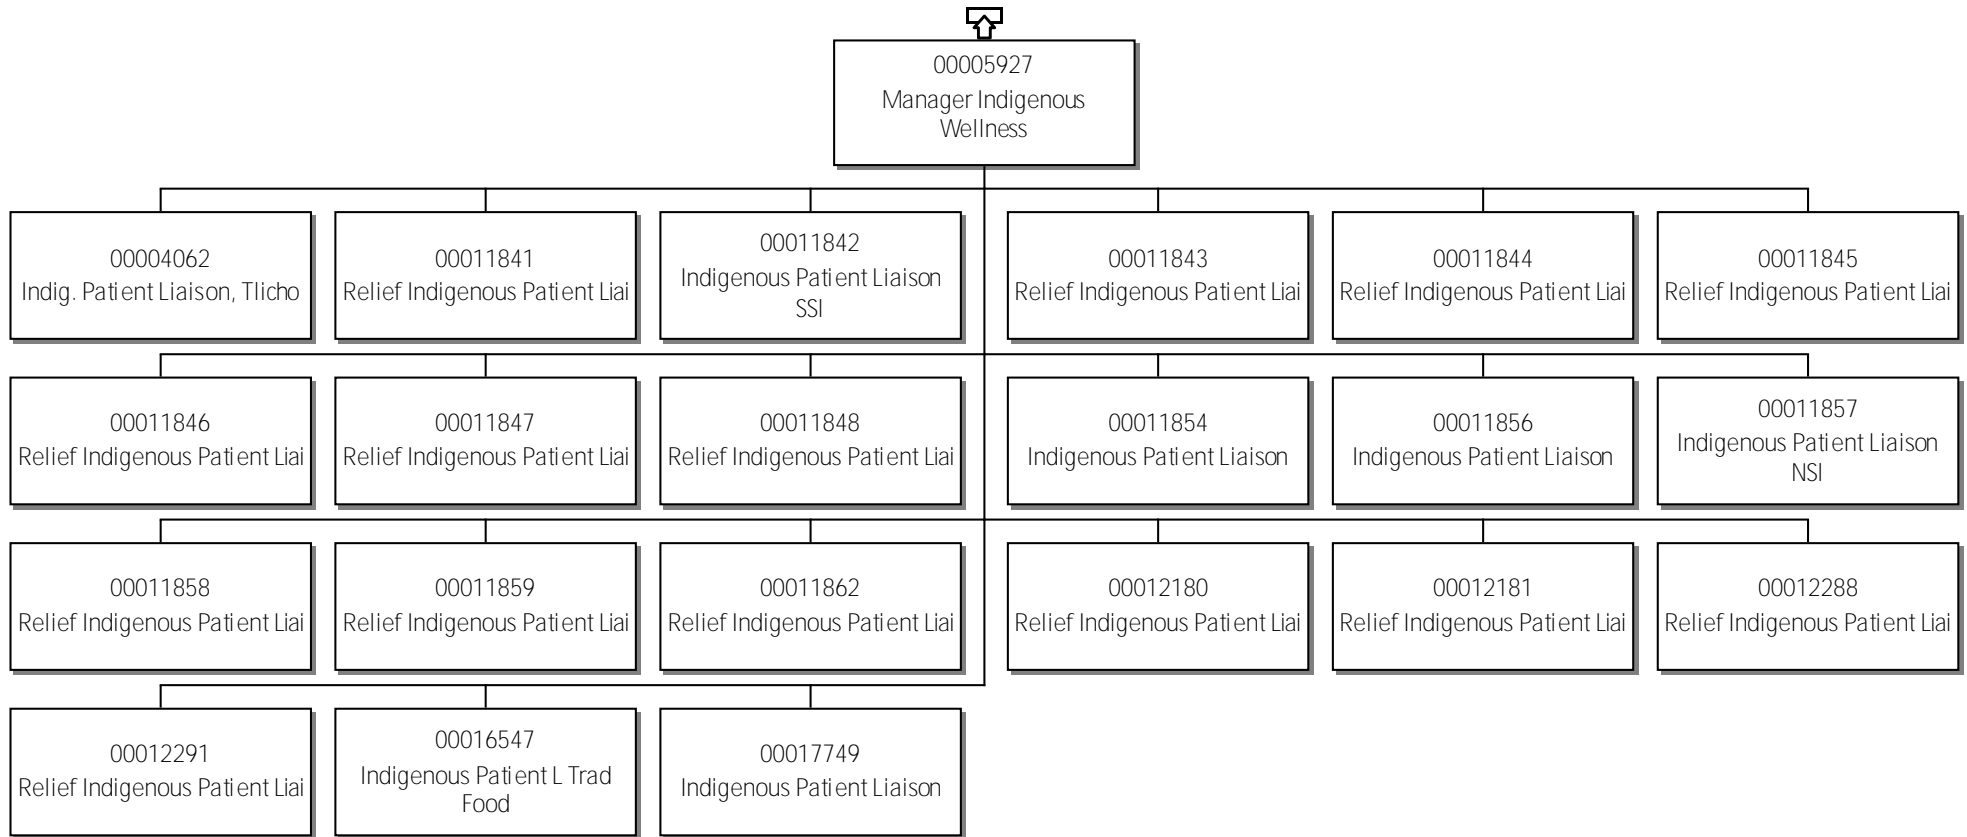 00005927
Manager Indigenous
Wellness
00004062
Indig. Patient Liaison, Tlicho
00011841
Relief Indigenous Patient Liai
00011842
Indigenous Patient Liaison
SSI
00011843
Relief Indigenous Patient Liai
00011844
Relief Indigenous Patient Liai
00011845
Relief Indigenous Patient Liai
00011846
Relief Indigenous Patient Liai
00011847
Relief Indigenous Patient Liai
00011848
Relief Indigenous Patient Liai
00011854
Indigenous Patient Liaison
00011856
Indigenous Patient Liaison
00011857
Indigenous Patient Liaison
NSI
00011858
Relief Indigenous Patient Liai
00011859
Relief Indigenous Patient Liai
00011862
Relief Indigenous Patient Liai
00012180
Relief Indigenous Patient Liai
00012181
Relief Indigenous Patient Liai
00012288
Relief Indigenous Patient Liai
00012291
Relief Indigenous Patient Liai
00016547
Indigenous Patient L Trad
Food
00017749
Indigenous Patient Liaison